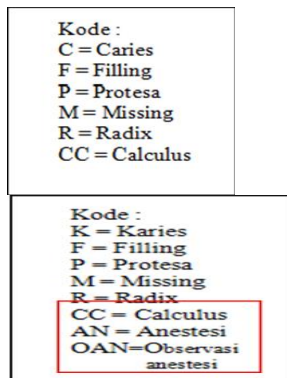 Kode :
C = Caries
F = Filling
P = Protesa
M = Missing
R = Radix
CC = Calculus
Kode :
K = Karies
F = Filling
P = Protesa
M = Missing
R = Radix
CC = Calculus
AN = Anestesi
OAN=Observasi
anestesi